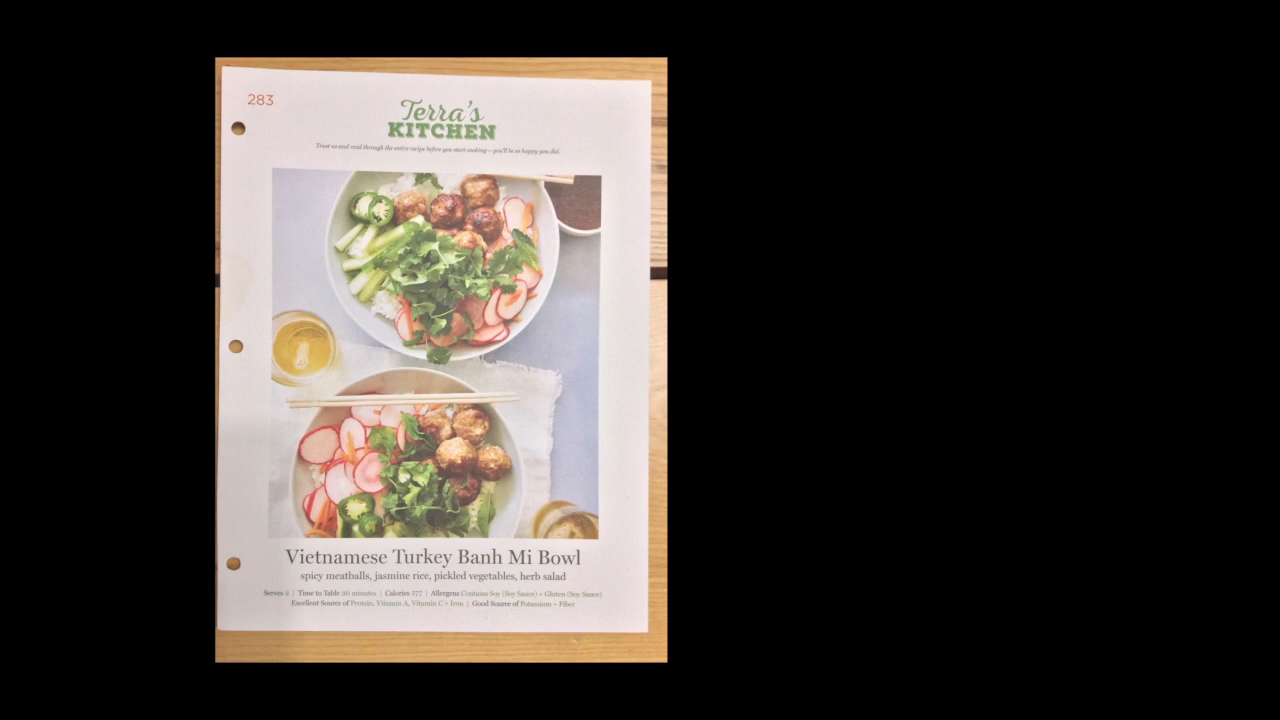 283
Terra's
KITCHEN
Trust us and read through the entire recipe before you start cooking— you'll be so happy you did.
Vietnamese Turkey Banh Mi Bowl
spicy meatballs, jasmine rice, pickled vegetables, herb salad
Serves 2 | Time to Table 30 minutes | Calories 577 | Allergens Contains Soy (Soy Sauce) + Gluten (Soy Sauce)
Excellent Source of Protein, Vitamin A, Vitamin C + Iron | Good Source of Potassium + Fiber